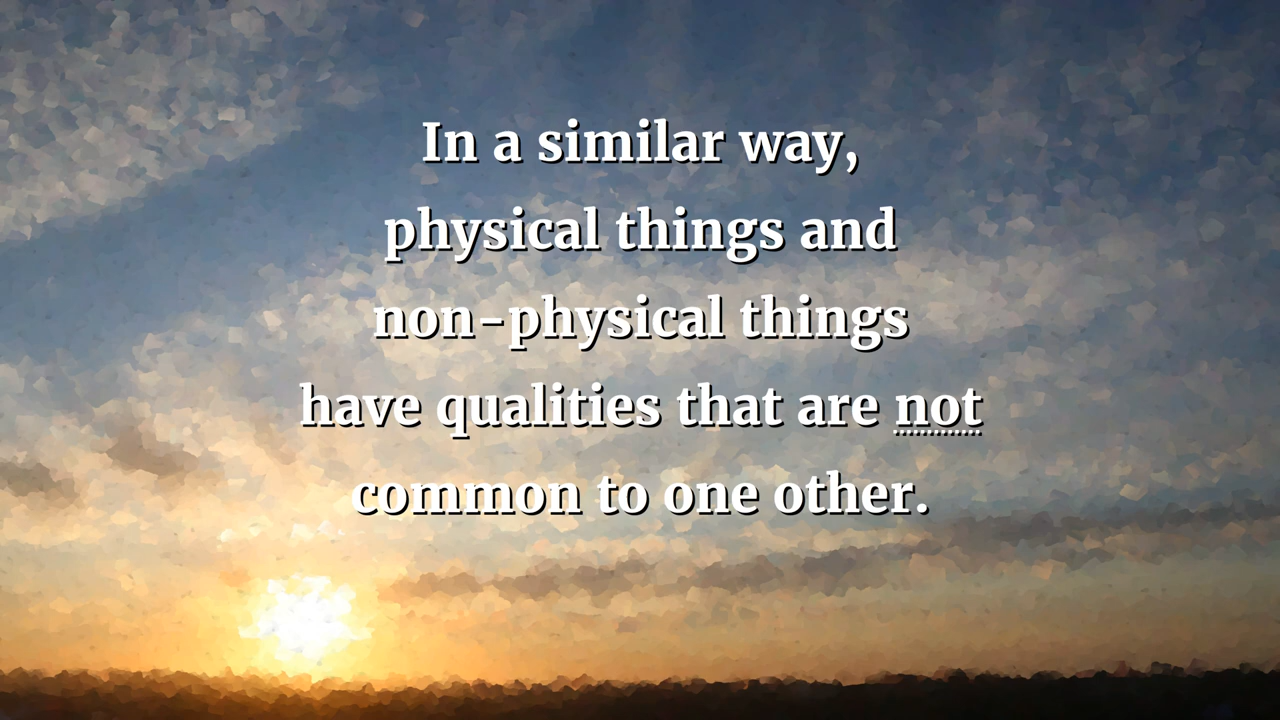 In a similar way,
physical things and
non-physical things
have qualities that are not
common to one other.